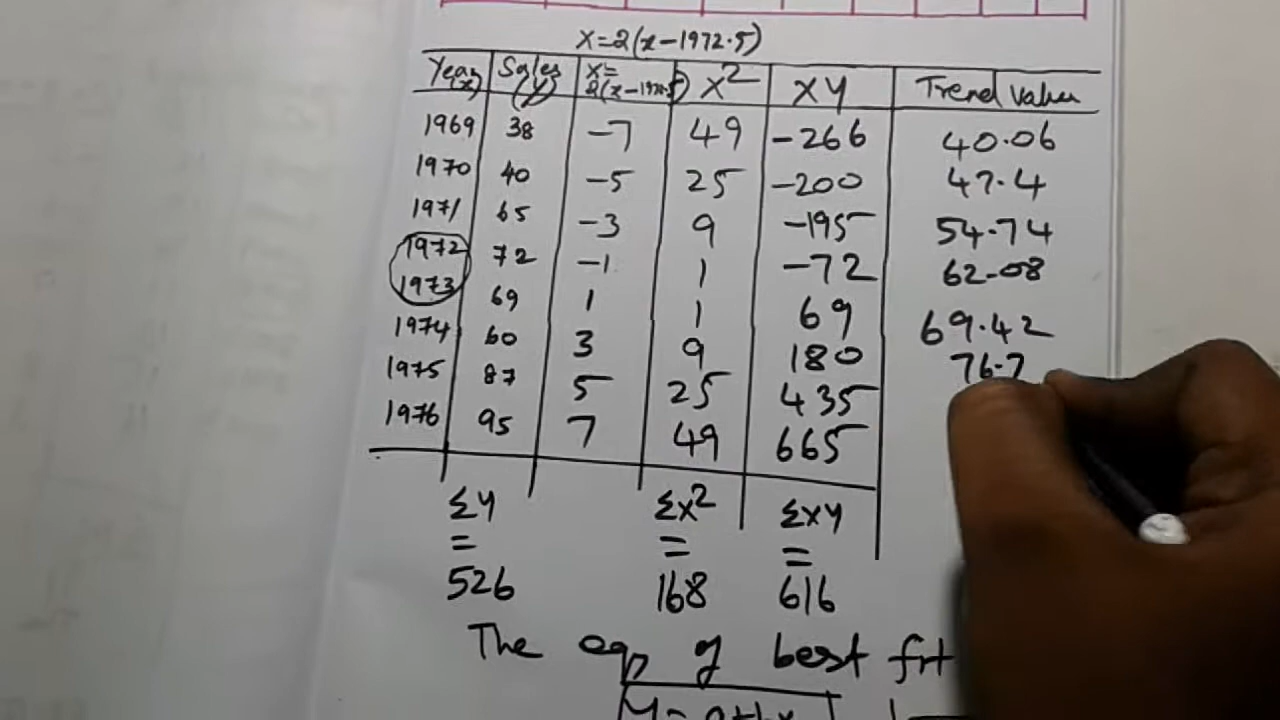 X=2(x-1972.5)
Year (x) Sales (y) X= 2(x-1972.5) X² XY Trend Value
1969 38 -7 49 -266 40.06
1970 40 -5 25 -200 47.4
1971 65 -3 9 -195 54.74
1972 72 -1 1 -72 62.08
1973 69 1 1 69 69.42
1974 60 3 9 180 76.7
1975 87 5 25 435
1976 95 7 49 665
Σy Σx² Σxy
= = =
526 168 616
The eqn of best fit
y = a+bx